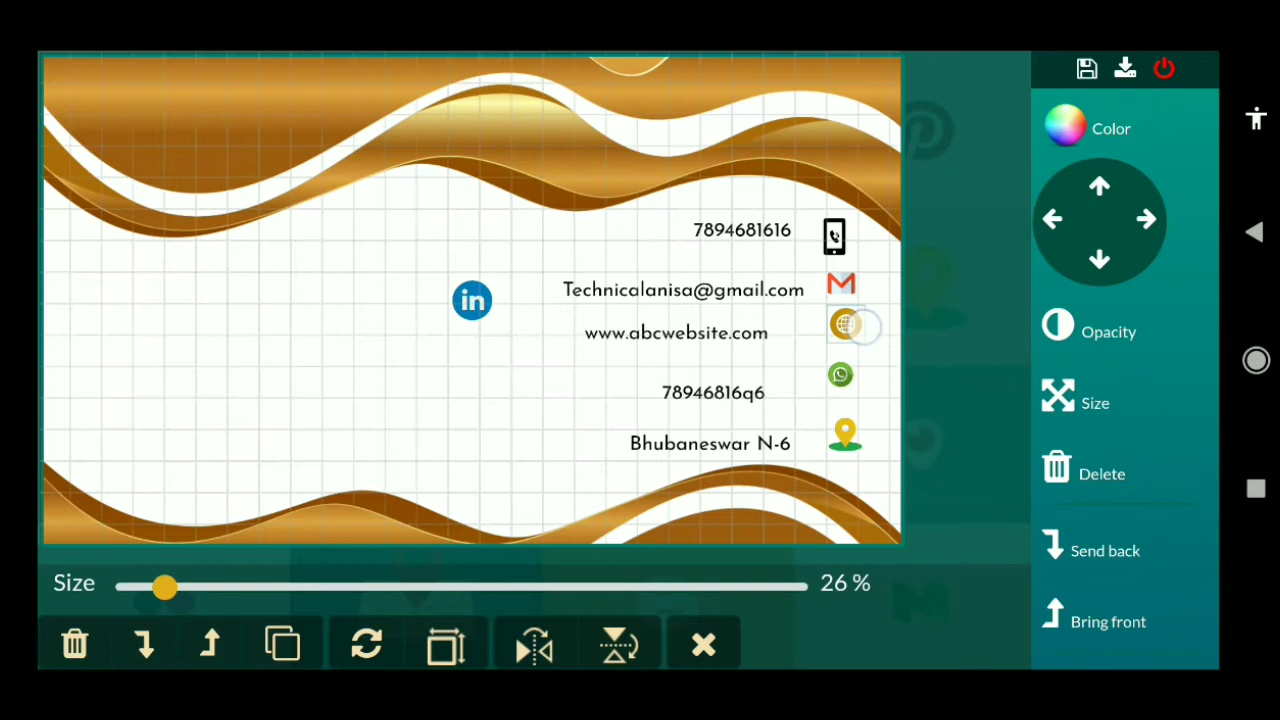 Color
7894681616
Technicalanisa@gmail.com
in
www.abcwebsite.com
Opacity
78946816q6
Size
Bhubaneswar N-6
Delete
Send back
Size
26 %
Bring front